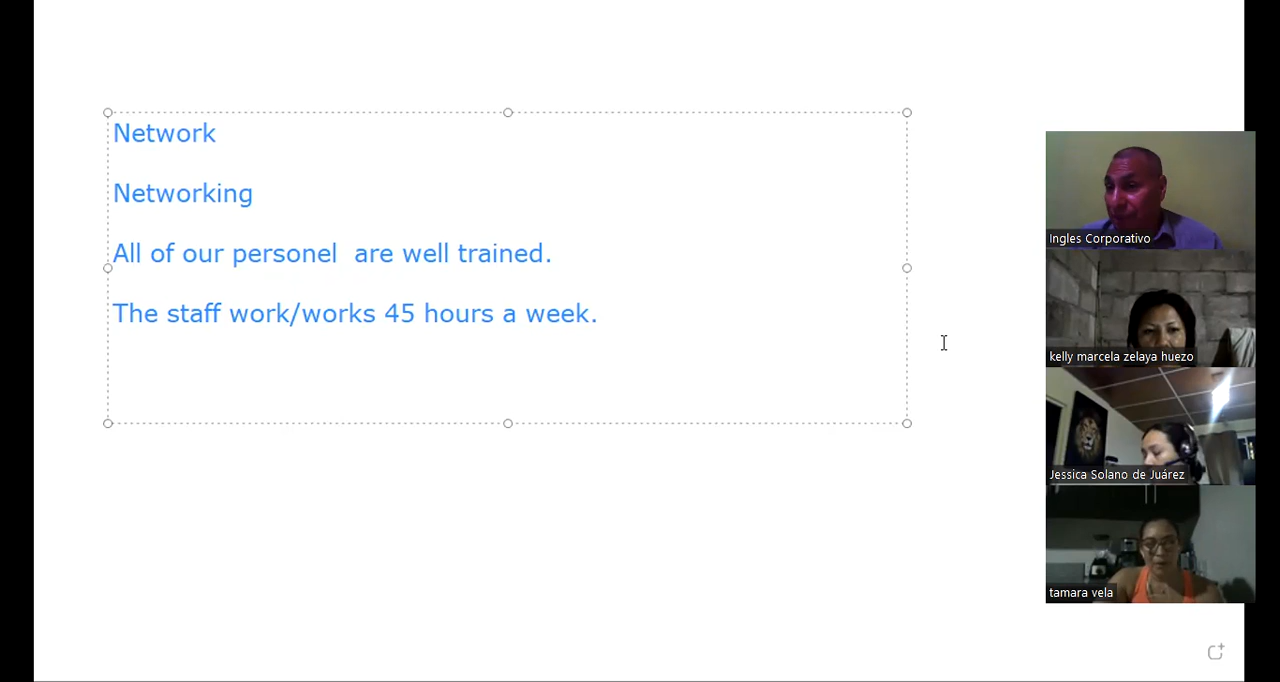 Network
Networking
All of our personel  are well trained.
The staff work/works 45 hours a week.
Ingles Corporativo
kelly marcela zelaya huezo
Jessica Solano de Juárez
tamara vela